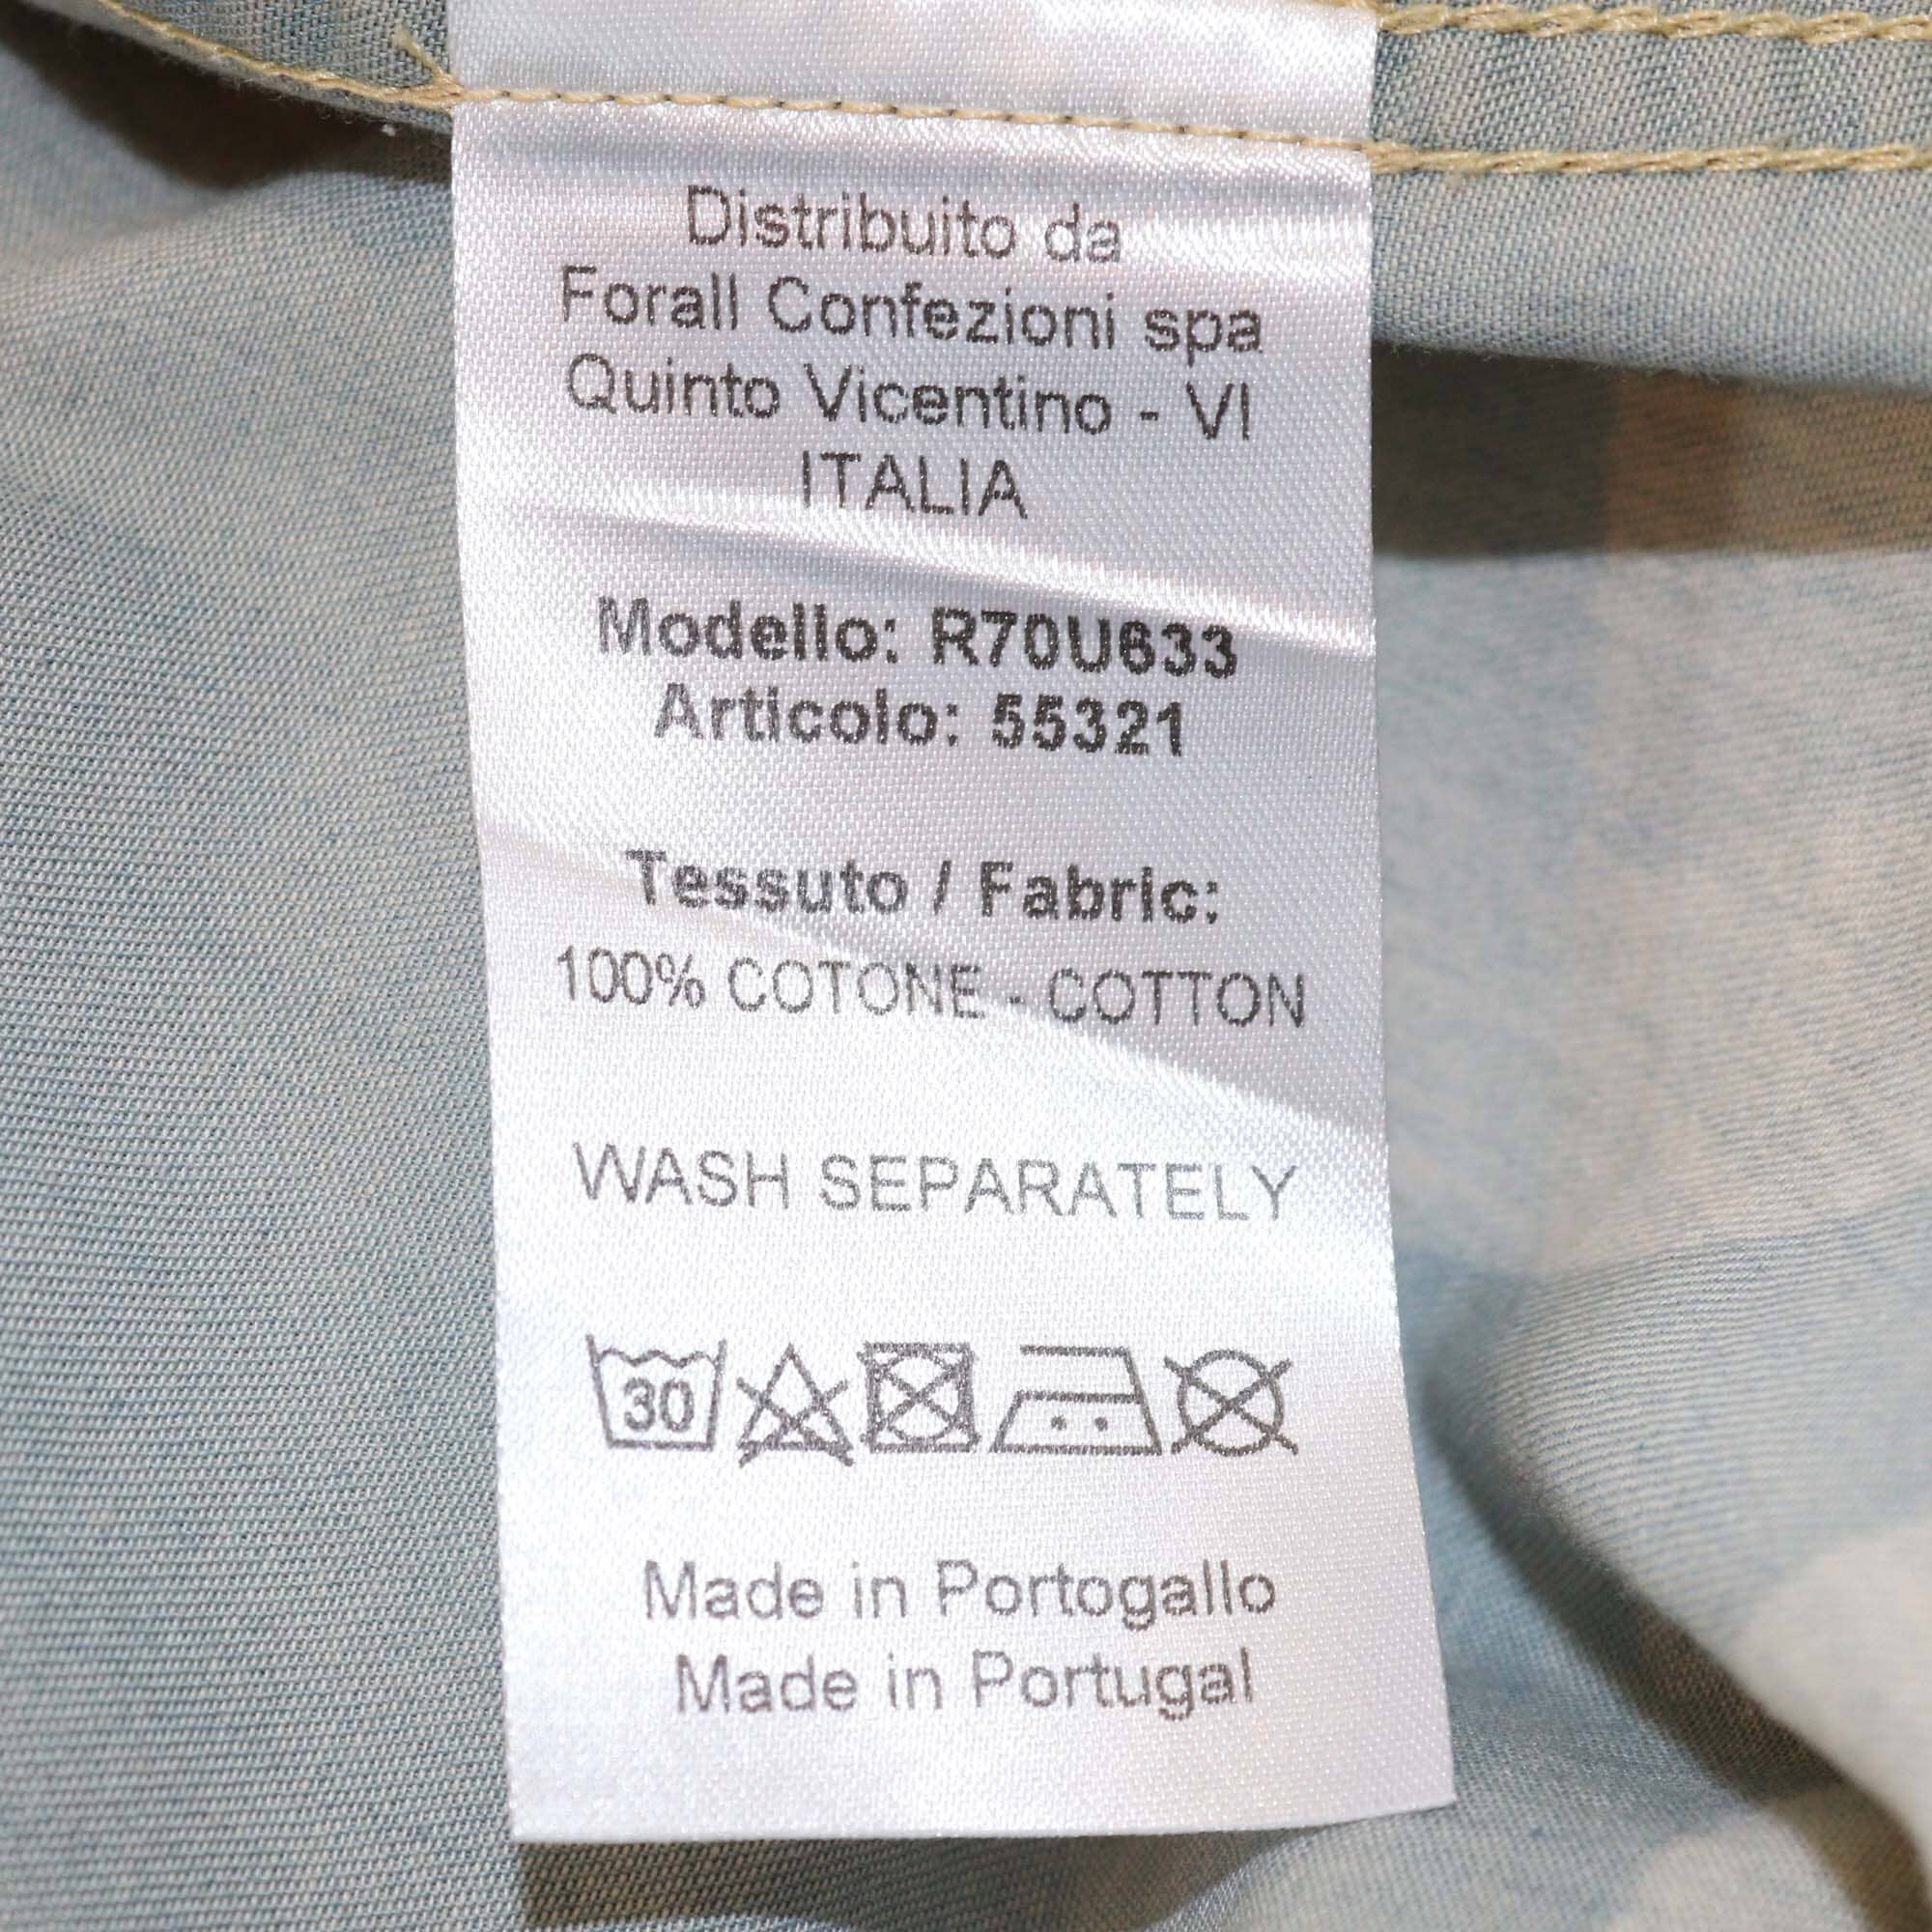 Distribuito da
Forall Confezioni spa
Quinto Vicentino - VI
ITALIA
Modello: R70U633
Articolo: 55321
Tessuto / Fabric:
100% COTONE - COTTON
WASH SEPARATELY
30
Made in Portogallo
Made in Portugal